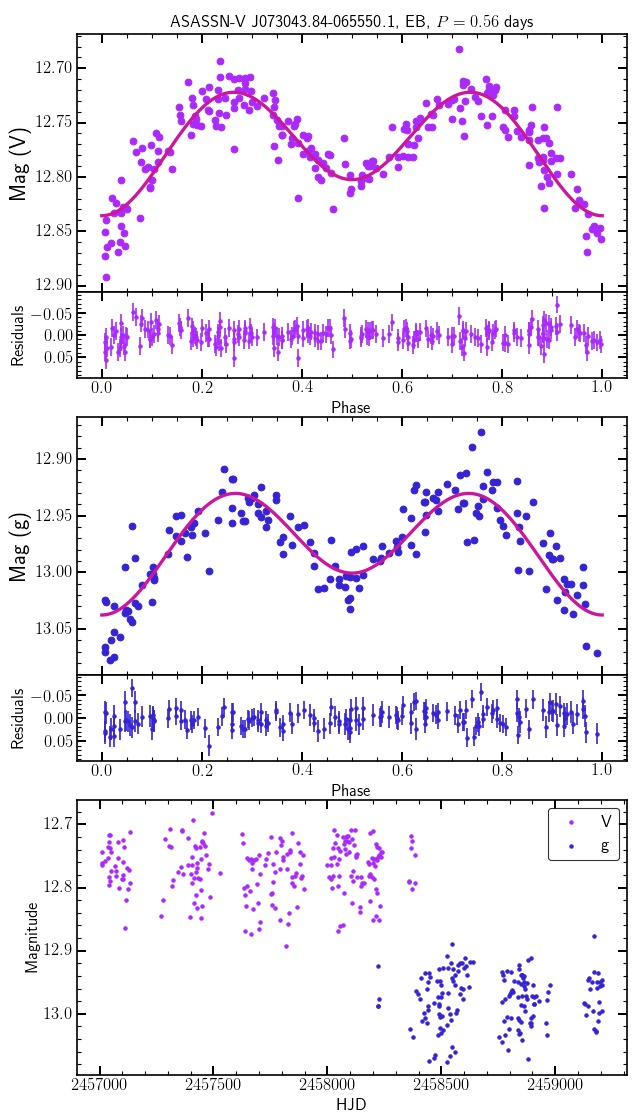 ASASSN-V J073043.84-065550.1, EB, P = 0.56 days
Mag (V)
12.70
12.75
12.80
12.85
12.90
Residuals
−0.05
0.00
0.05
0.0 0.2 0.4 0.6 0.8 1.0
Phase
Mag (g)
12.90
12.95
13.00
13.05
Residuals
−0.05
0.00
0.05
0.0 0.2 0.4 0.6 0.8 1.0
Phase
Magnitude
12.7
12.8
12.9
13.0
V
g
2457000 2457500 2458000 2458500 2459000
HJD